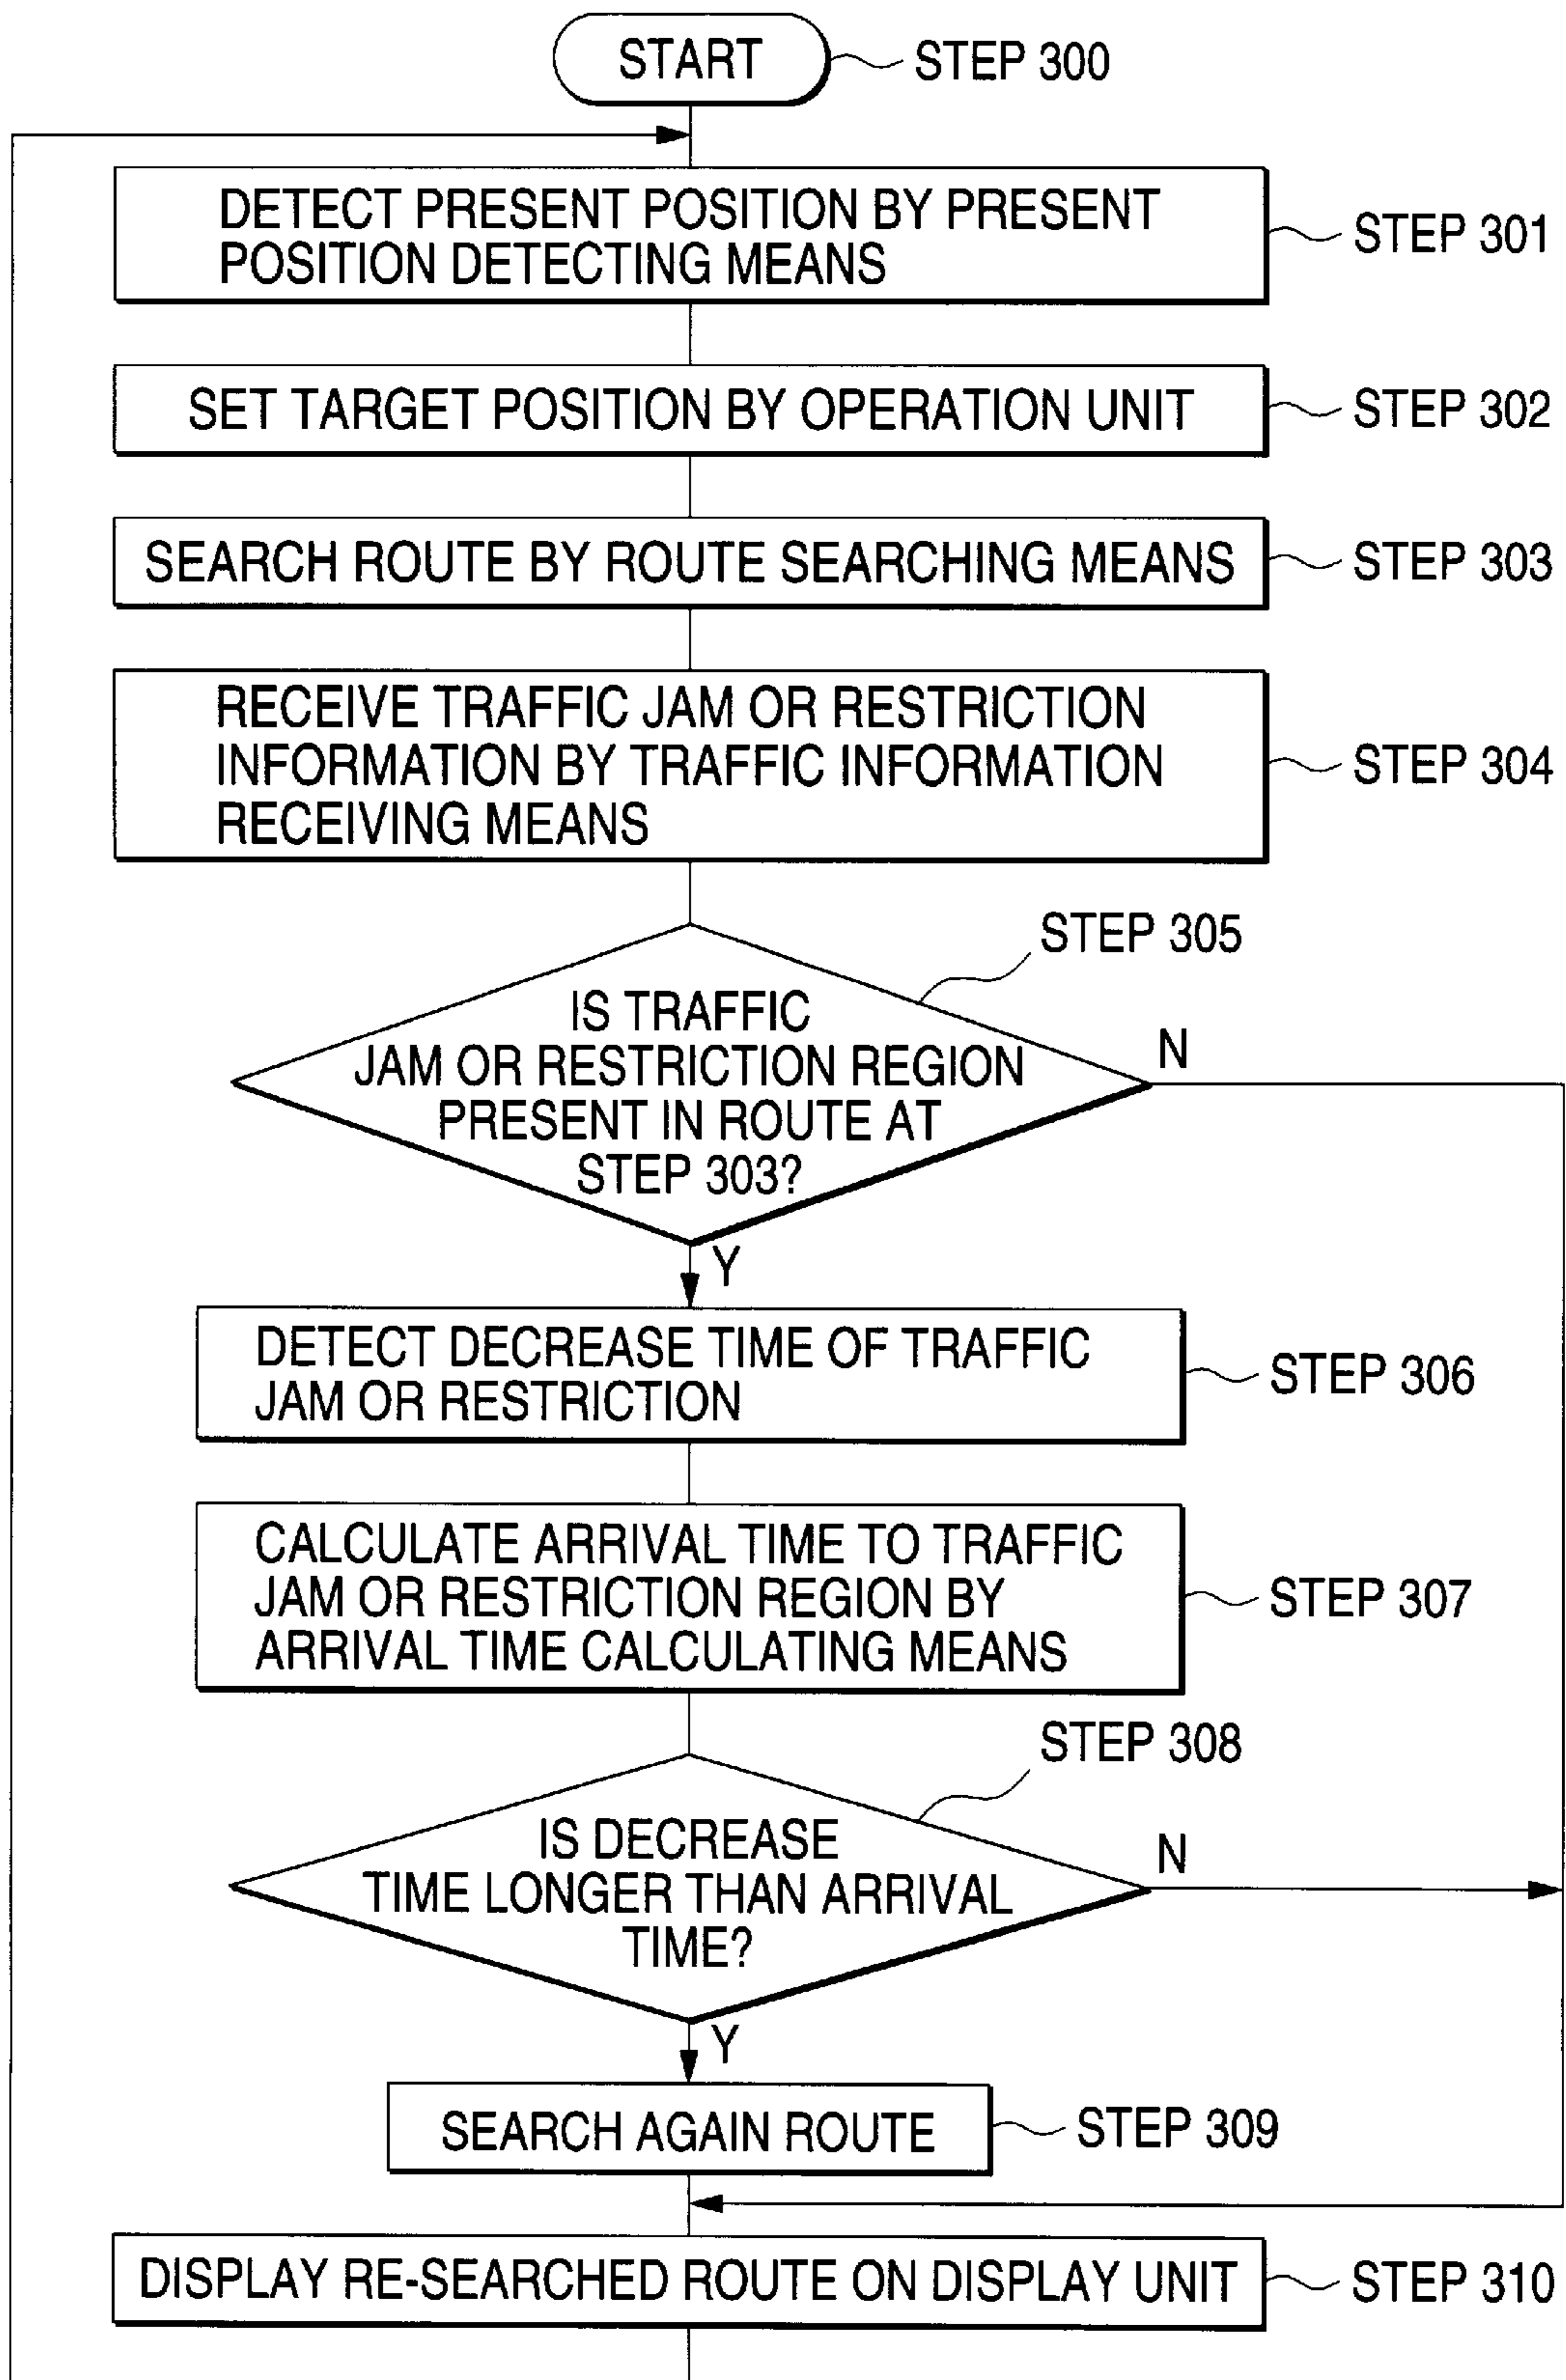 START
STEP 300
DETECT PRESENT POSITION BY PRESENT
POSITION DETECTING MEANS
STEP 301
SET TARGET POSITION BY OPERATION UNIT
STEP 302
SEARCH ROUTE BY ROUTE SEARCHING MEANS
STEP 303
RECEIVE TRAFFIC JAM OR RESTRICTION
INFORMATION BY TRAFFIC INFORMATION
RECEIVING MEANS
STEP 304
STEP 305
IS TRAFFIC
JAM OR RESTRICTION REGION
PRESENT IN ROUTE AT
STEP 303?
N
Y
DETECT DECREASE TIME OF TRAFFIC
JAM OR RESTRICTION
STEP 306
CALCULATE ARRIVAL TIME TO TRAFFIC
JAM OR RESTRICTION REGION BY
ARRIVAL TIME CALCULATING MEANS
STEP 307
STEP 308
IS DECREASE
TIME LONGER THAN ARRIVAL
TIME?
N
Y
SEARCH AGAIN ROUTE
STEP 309
DISPLAY RE-SEARCHED ROUTE ON DISPLAY UNIT
STEP 310